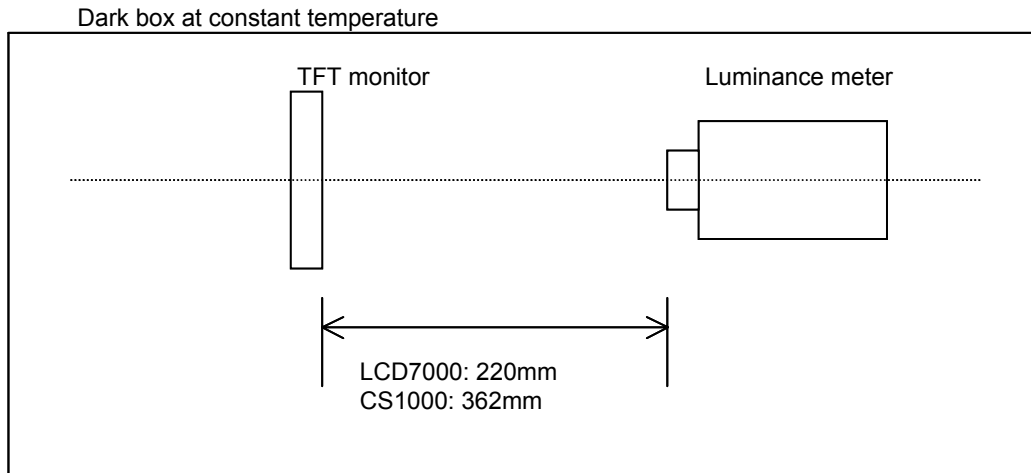 Dark box at constant temperature
TFT monitor
Luminance meter
LCD7000: 220mm
CS1000: 362mm